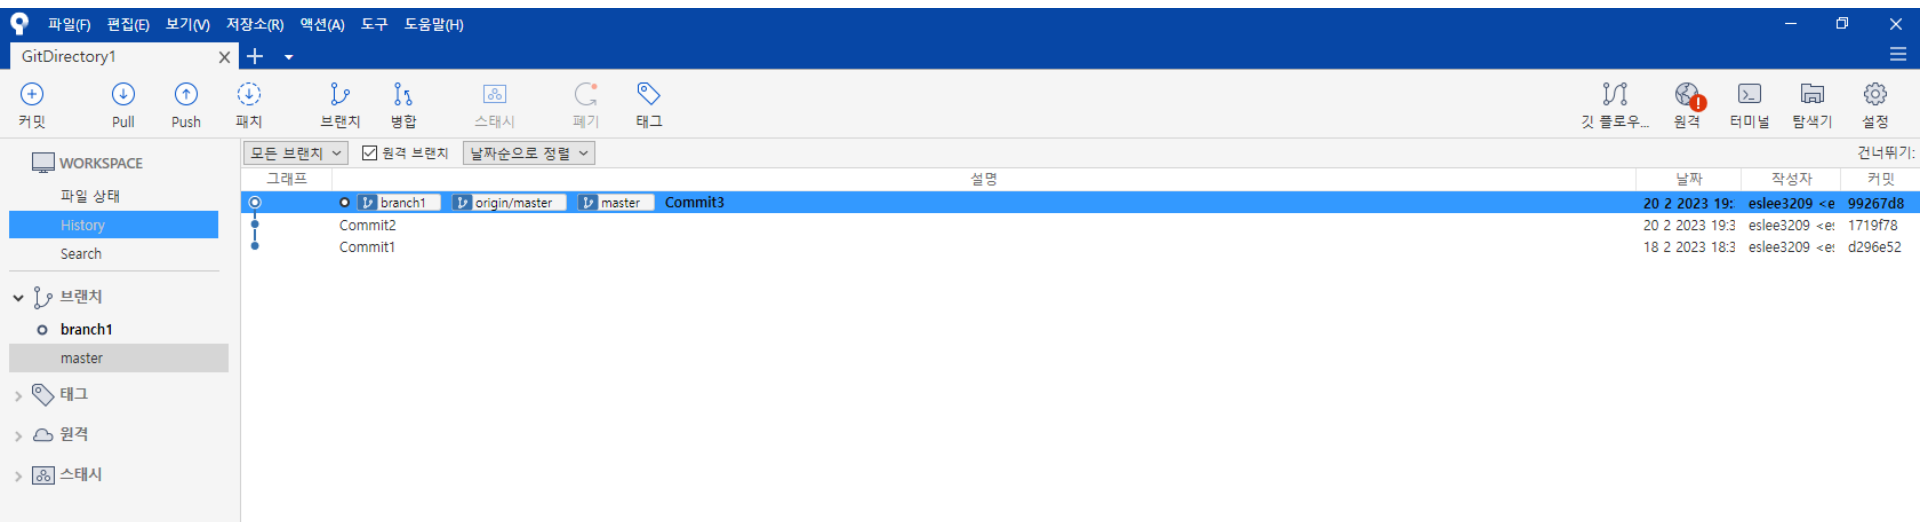 파일(F) 편집(E) 보기(V) 저장소(R) 액션(A) 도구 도움말(H)
GitDirectory1
커밋 Pull Push 패치 브랜치 병합 스태시 폐기 태그 깃 플로우... 원격 터미널 탐색기 설정
WORKSPACE
파일 상태
History
Search
브랜치
branch1
master
태그
원격
스태시
모든 브랜치 원격 브랜치 날짜순으로 정렬 건너뛰기:
그래프 설명 날짜 작성자 커밋
branch1 origin/master master Commit3 20 2 2023 19: eslee3209 <e 99267d8
Commit2 20 2 2023 19:3 eslee3209 <es 1719f78
Commit1 18 2 2023 18:3 eslee3209 <es d296e52